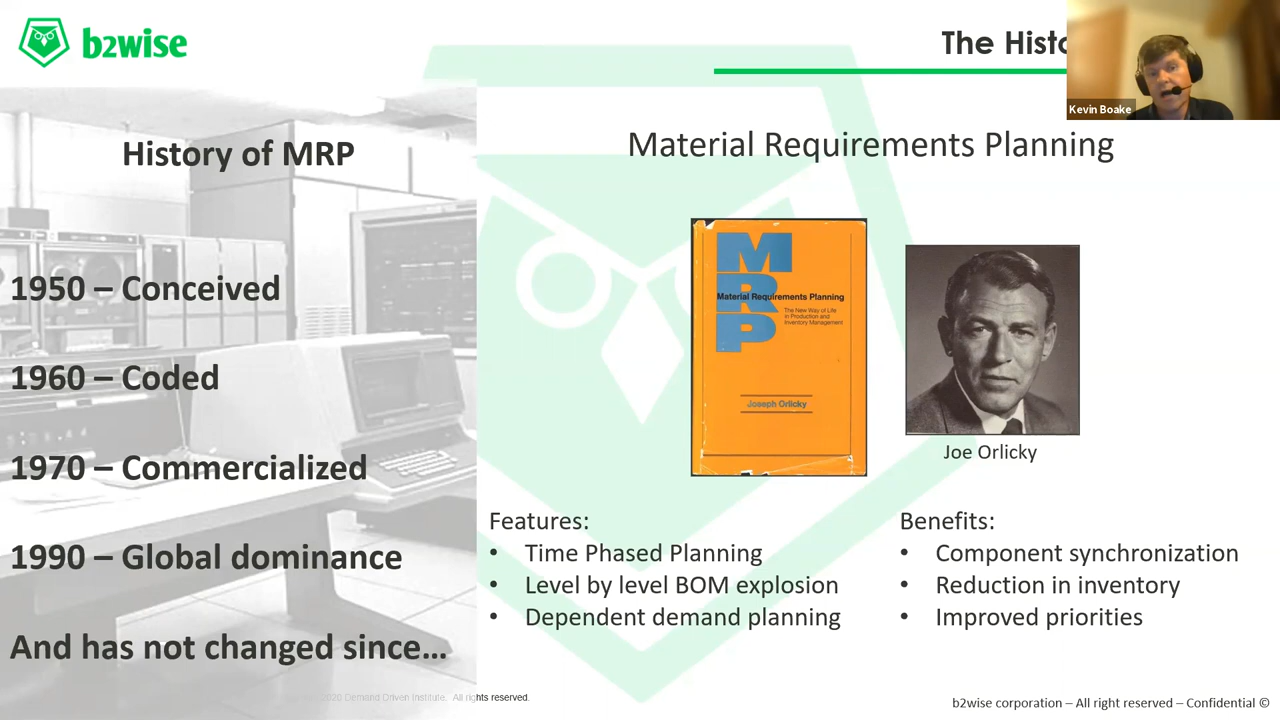 b2wise
The Histo
Kevin Boake
History of MRP
1950 – Conceived
1960 – Coded
1970 – Commercialized
1990 – Global dominance
And has not changed since…
Material Requirements Planning
MRP
Material Requirements Planning
The New Way of Life
in Production and
Inventory Management
Joseph Orlicky
Joe Orlicky
Features:
• Time Phased Planning
• Level by level BOM explosion
• Dependent demand planning
Benefits:
• Component synchronization
• Reduction in inventory
• Improved priorities
2020 Demand Driven Institute. All rights reserved.
b2wise corporation – All right reserved – Confidential ©